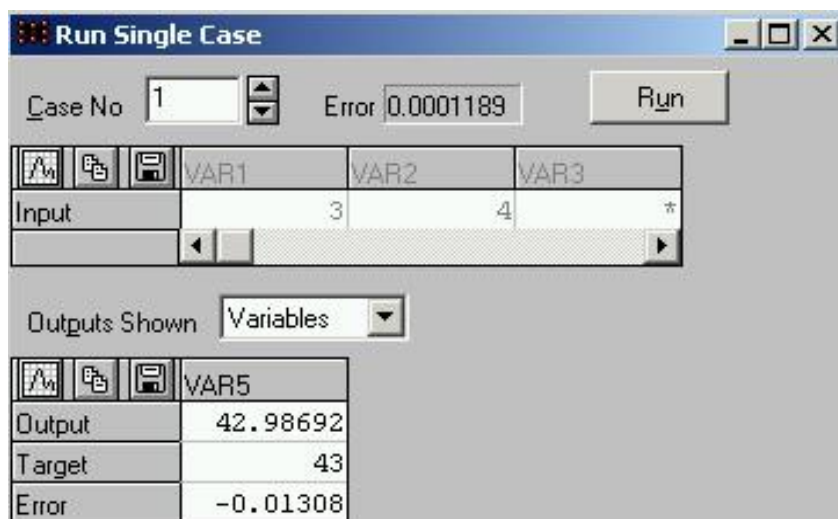 Run Single Case
Case No 1 Error 0.0001189 Run
VAR1 VAR2 VAR3
Input 3 4 *
Outputs Shown Variables
VAR5
Output 42.98692
Target 43
Error -0.01308